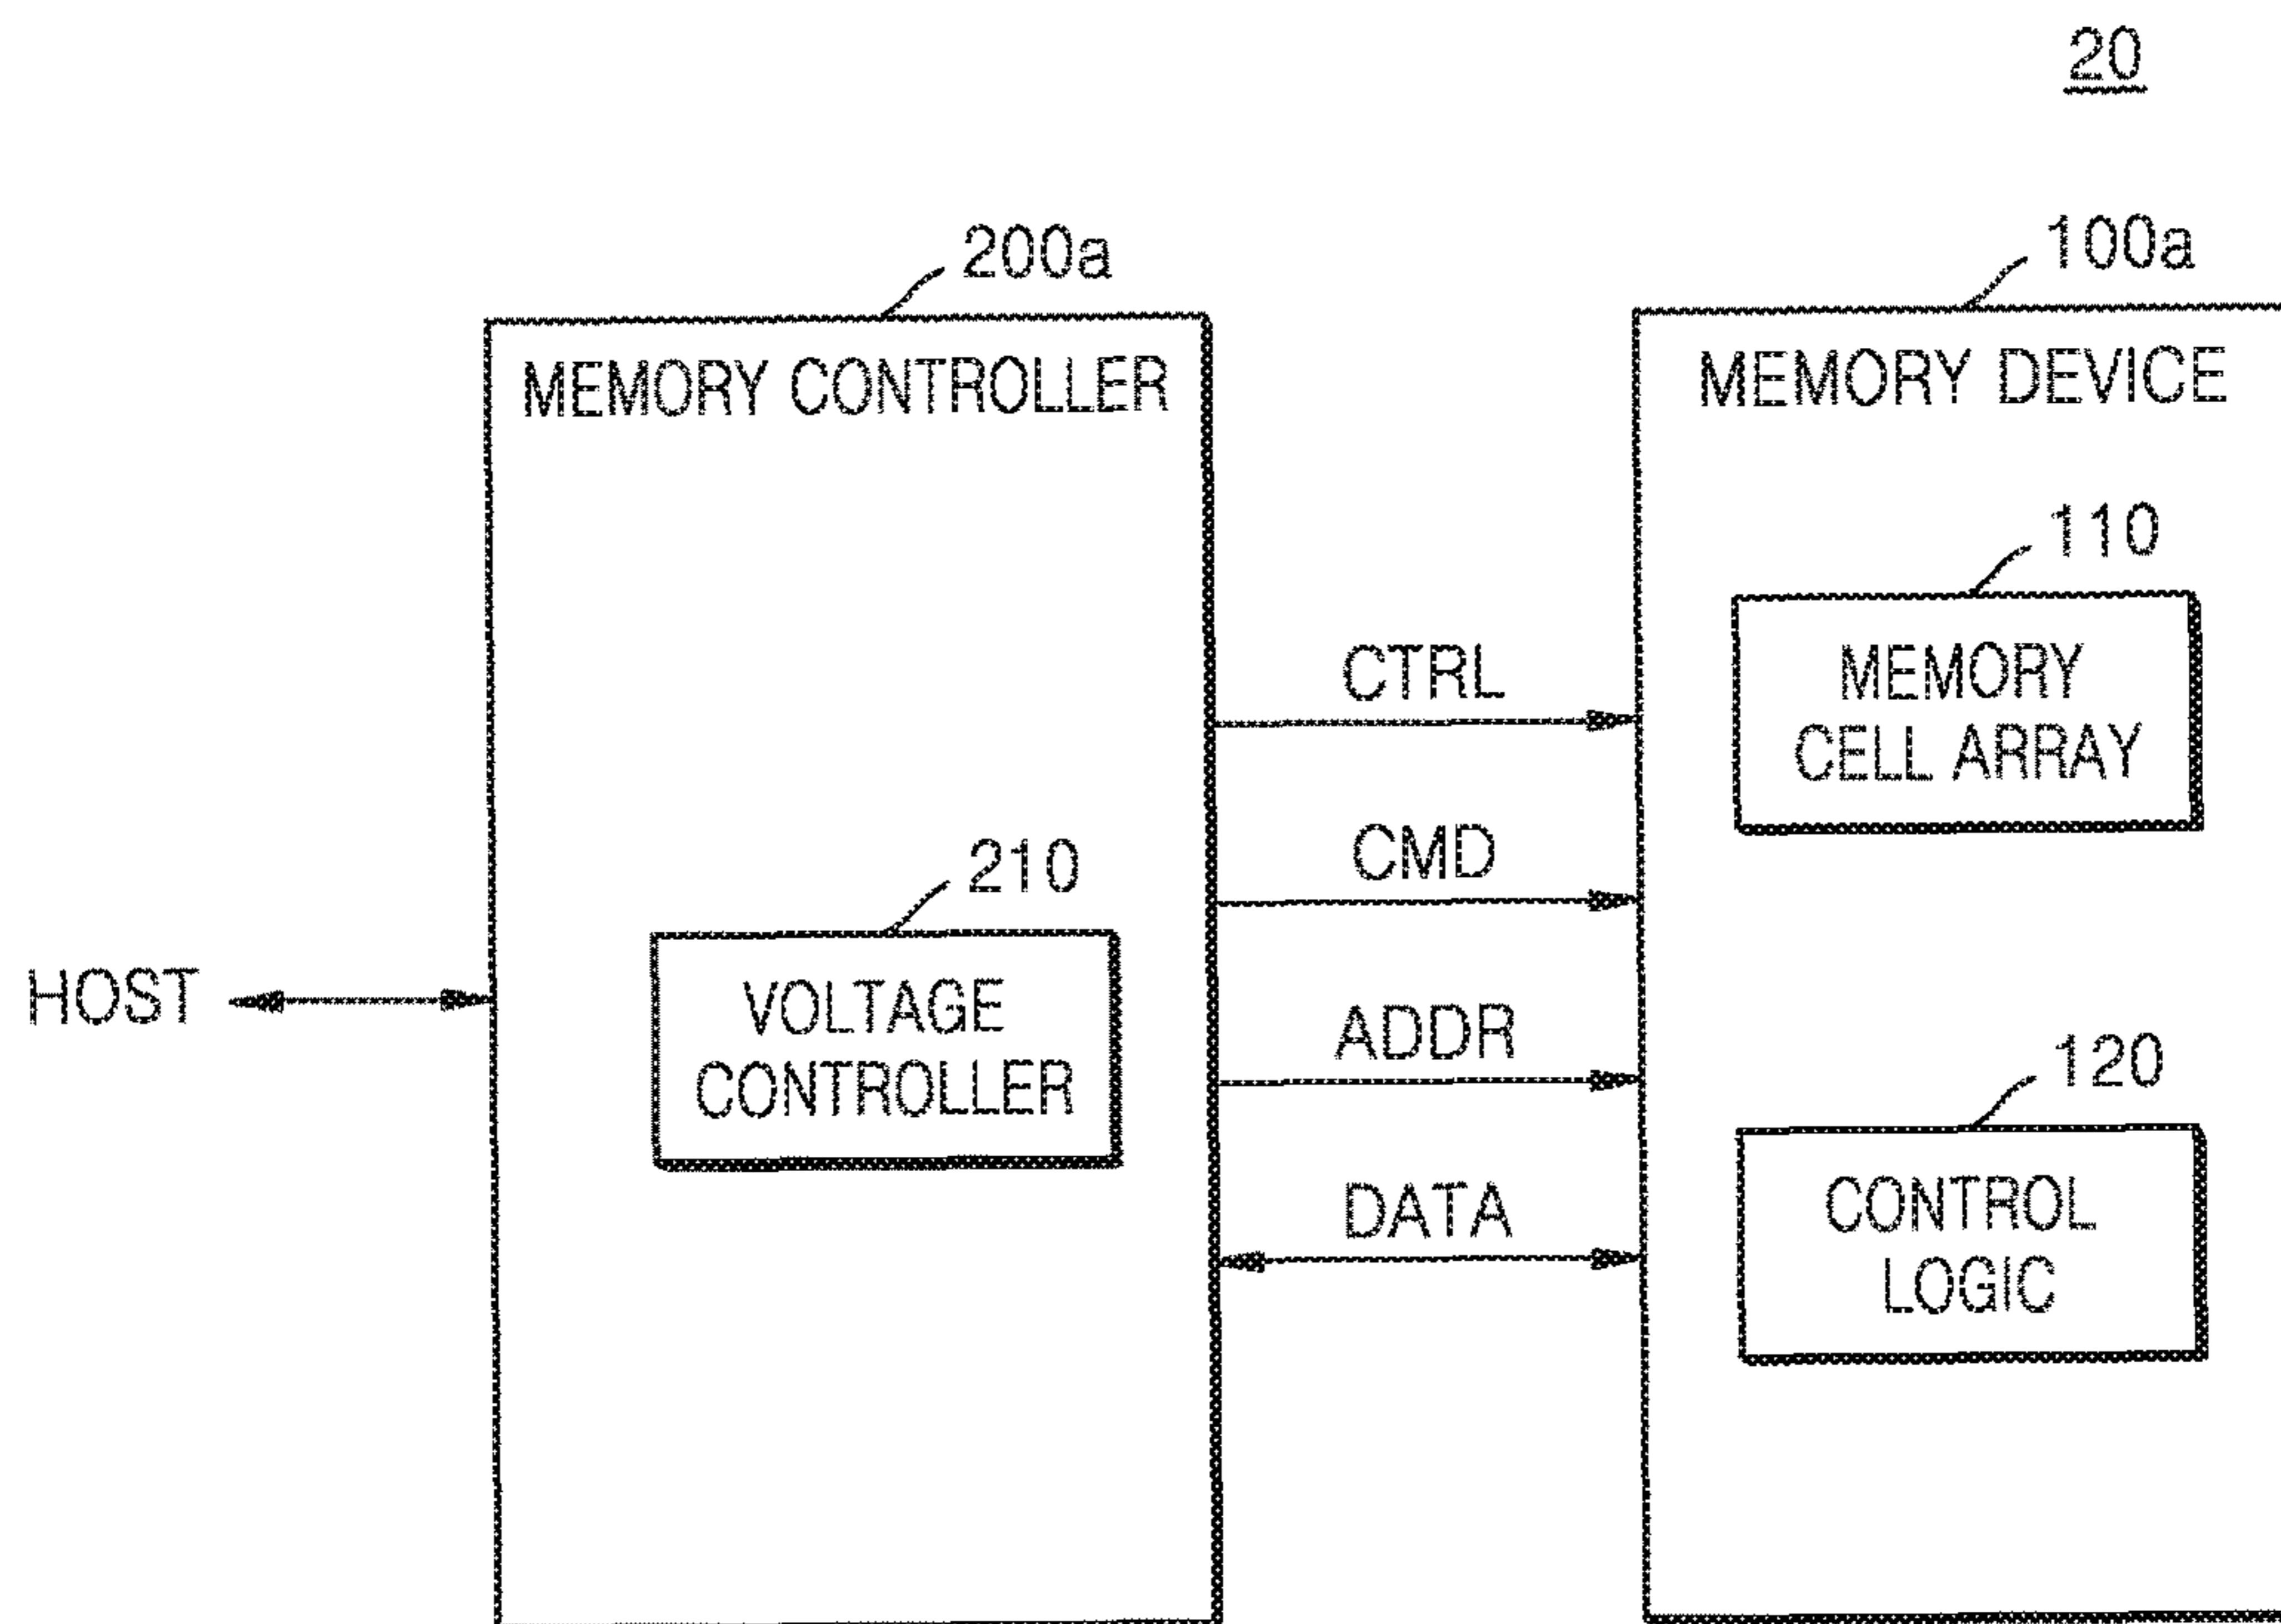 20
200a
100a
MEMORY CONTROLLER
MEMORY DEVICE
110
MEMORY
CELL ARRAY
CTRL
CMD
210
HOST
VOLTAGE
CONTROLLER
ADDR
120
DATA
CONTROL
LOGIC